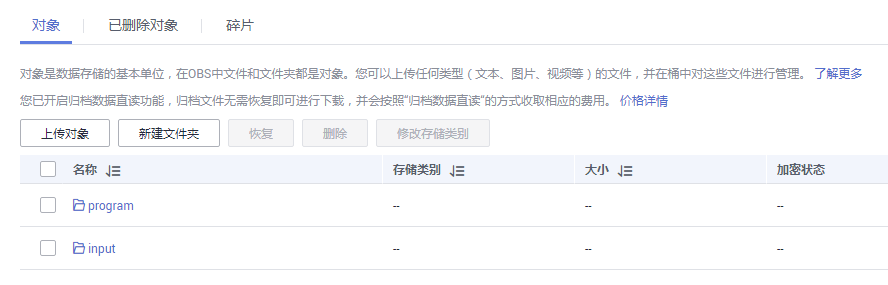 对象 已删除对象 碎片
对象是数据存储的基本单位，在OBS中文件和文件夹都是对象。您可以上传任何类型（文本、图片、视频等）的文件，并在桶中对这些文件进行管理。 了解更多
您已开启归档数据直读功能，归档文件无需恢复即可进行下载，并会按照“归档数据直读”的方式收取相应的费用。 价格详情
上传对象 新建文件夹 恢复 删除 修改存储类别
名称 存储类别 大小 加密状态
program -- -- --
input -- -- --